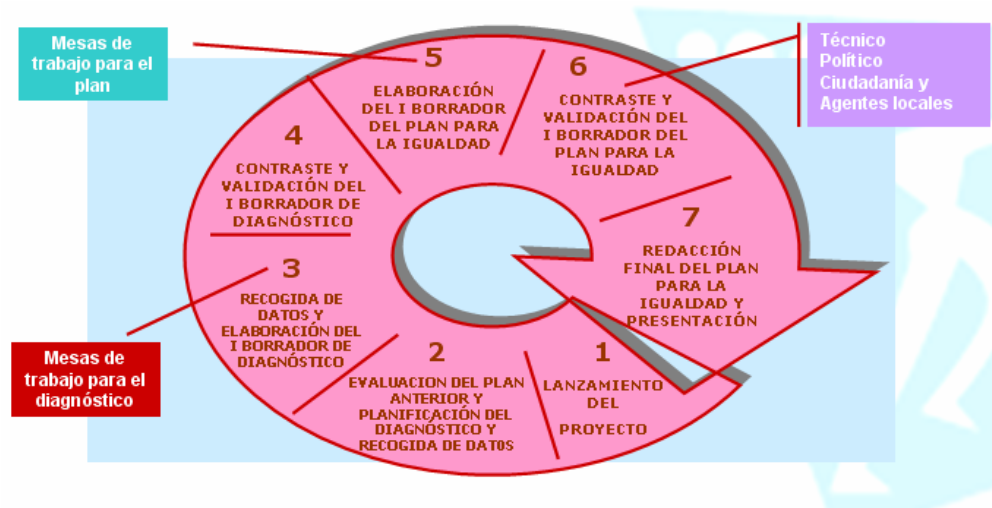 Mesas de
trabajo para el
plan
Técnico
Político
Ciudadanía y
Agentes locales
Mesas de
trabajo para el
diagnóstico
1
LANZAMIENTO
DEL
PROYECTO
2
EVALUACION DEL PLAN
ANTERIOR Y
PLANIFICACIÓN DEL
DIAGNÓSTICO Y
RECOGIDA DE DAT0S
3
RECOGIDA DE
DATOS Y
ELABORACIÓN DEL
I BORRADOR DE
DIAGNÓSTICO
4
CONTRASTE Y
VALIDACIÓN DEL
I BORRADOR DE
DIAGNÓSTICO
5
ELABORACIÓN
DEL I BORRADOR
DEL PLAN PARA
LA IGUALDAD
6
CONTRASTE Y
VALIDACIÓN DEL
I BORRADOR DEL
PLAN PARA LA
IGUALDAD
7
REDACCIÓN
FINAL DEL PLAN
PARA LA
IGUALDAD Y
PRESENTACIÓN